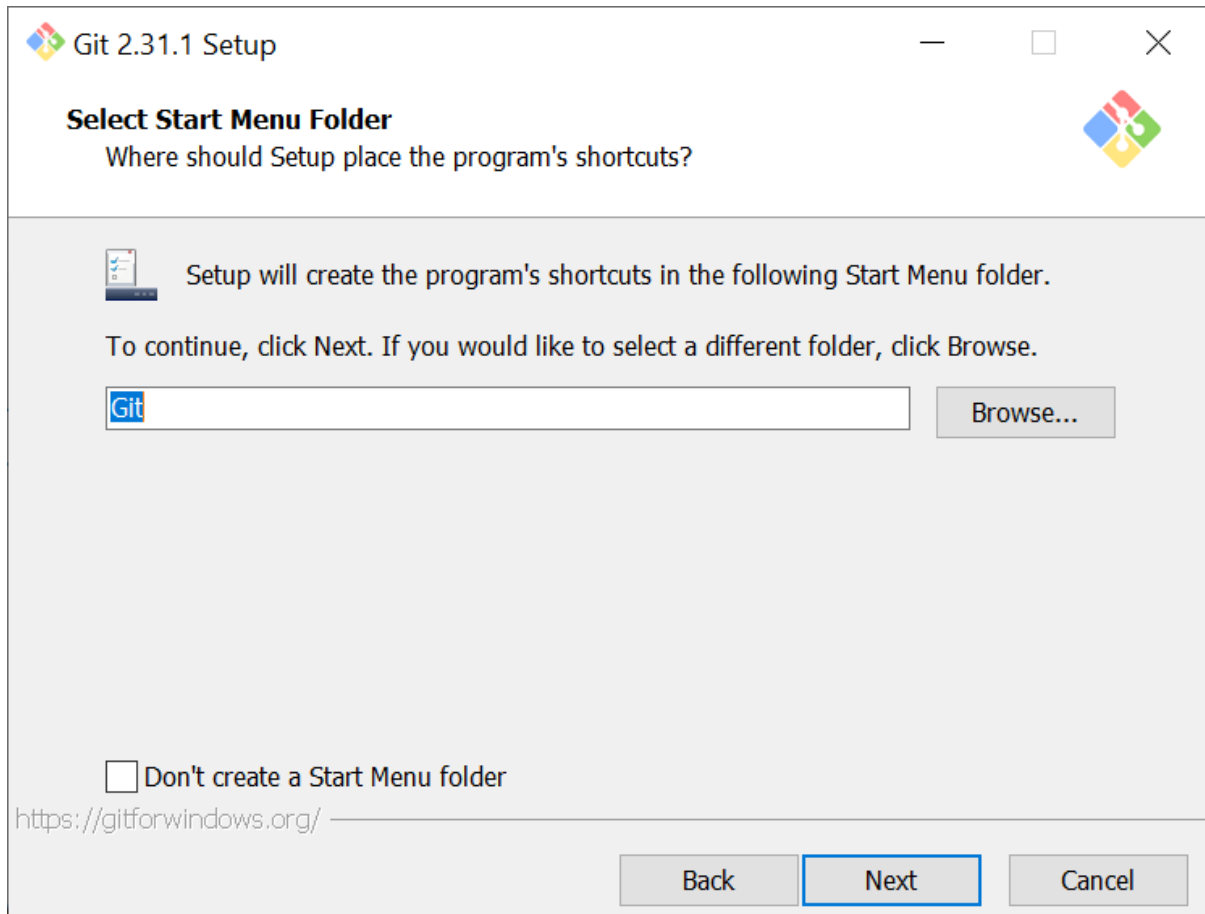 Git 2.31.1 Setup
Select Start Menu Folder
Where should Setup place the program's shortcuts?
Setup will create the program's shortcuts in the following Start Menu folder.
To continue, click Next. If you would like to select a different folder, click Browse.
Git
Browse...
Don't create a Start Menu folder
https://gitforwindows.org/
Back
Next
Cancel